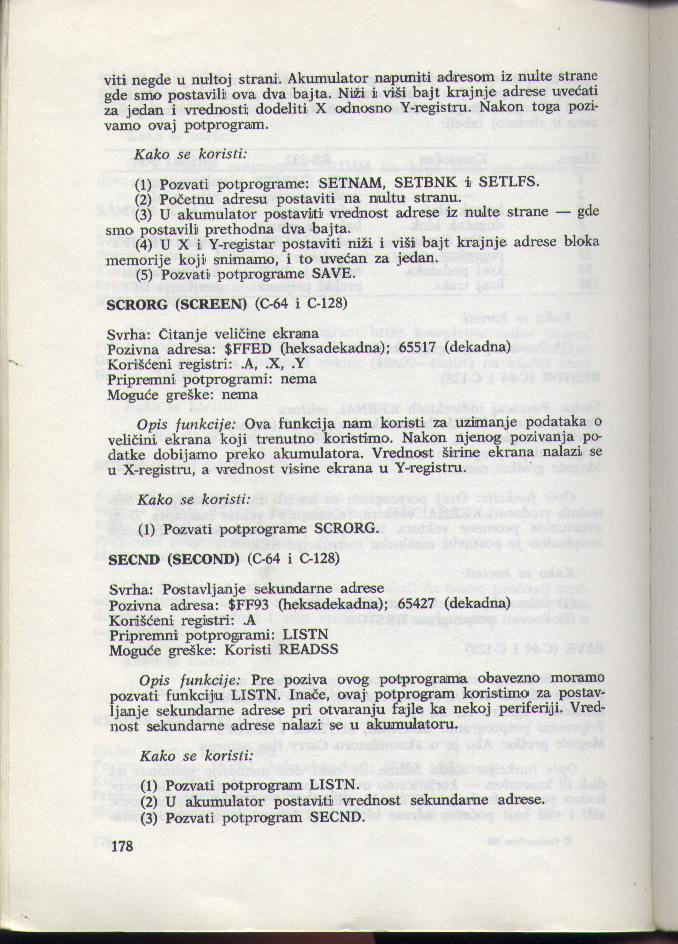 viti negde u nultoj strani. Akumulator napuniti adresom iz nulte strane
gde smo postavili ova dva bajta. Niži i viši bajt krajnje adrese uvećati
za jedan i vrednosti dodeliti X odnosno Y-registru. Nakon toga pozi-
vamo ovaj potprogram.
Kako se koristi:
(1) Pozvati potprograme: SETNAM, SETBNK i SETLFS.
(2) Početnu adresu postaviti na nultu stranu.
(3) U akumulator postaviti vrednost adrese iz nulte strane — gde
smo postavili prethodna dva bajta.
(4) U X i Y-registar postaviti niži i viši bajt krajnje adrese bloka
memorije koji snimamo, i to uvećan za jedan.
(5) Pozvati potprograme SAVE.
SCRORG (SCREEN) (C-64 i C-128)
Svrha: Čitanje veličine ekrana
Pozivna adresa: $FFED (heksadekadna); 65517 (dekadna)
Korišćeni registri: .A, .X, .Y
Pripremni potprogrami: nema
Moguće greške: nema
Opis funkcije: Ova funkcija nam koristi za uzimanje podataka o
veličini ekrana koji trenutno koristimo. Nakon njenog pozivanja po-
datke dobijamo preko akumulatora. Vrednost širine ekrana nalazi se
u X-registru, a vrednost visine ekrana u Y-registru.
Kako se koristi:
(1) Pozvati potprograme SCRORG.
SECND (SECOND) (C-64 i C-128)
Svrha: Postavljanje sekundarne adrese
Pozivna adresa: $FF93 (heksadekadna); 65427 (dekadna)
Korišćeni registri: .A
Pripremni potprogrami: LISTN
Moguće greške: Koristi READSS
Opis funkcije: Pre poziva ovog potprograma obavezno moramo
pozvati funkciju LISTN. Inače, ovaj potprogram koristimo za postav-
ljanje sekundarne adrese pri otvaranju fajle ka nekoj periferiji. Vred-
nost sekundarne adrese nalazi se u akumulatoru.
Kako se koristi:
(1) Pozvati potprogram LISTN.
(2) U akumulator postaviti vrednost sekundarne adrese.
(3) Pozvati potprogram SECND.
178